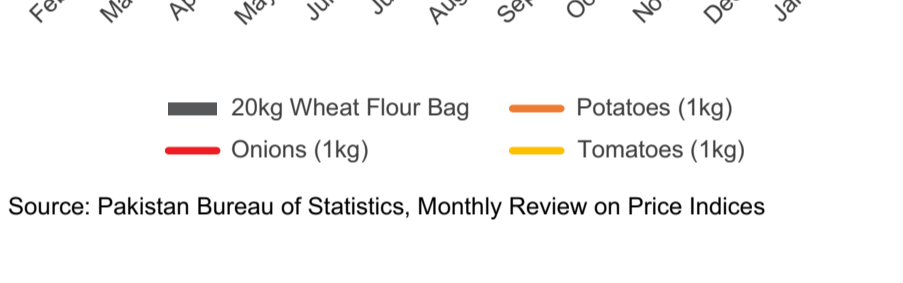 20kg Wheat Flour Bag Potatoes (1kg)
Onions (1kg) Tomatoes (1kg)
Source: Pakistan Bureau of Statistics, Monthly Review on Price Indices